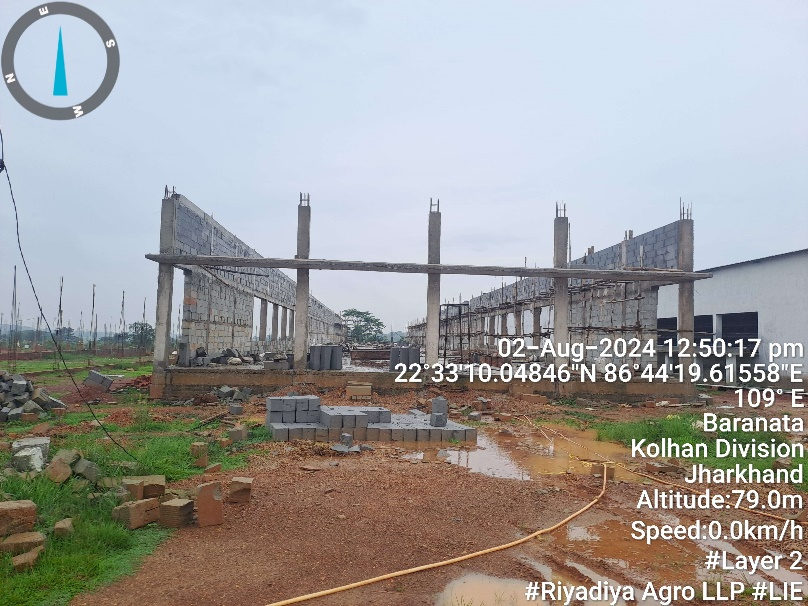 E
S
N
W
02-Aug-2024 12:50:17 pm
22°33'10.04846"N 86°44'19.61558"E
109° E
Baranata
Kolhan Division
Jharkhand
Altitude:79.0m
Speed:0.0km/h
#Layer 2
#Riyadiya Agro LLP #LIE